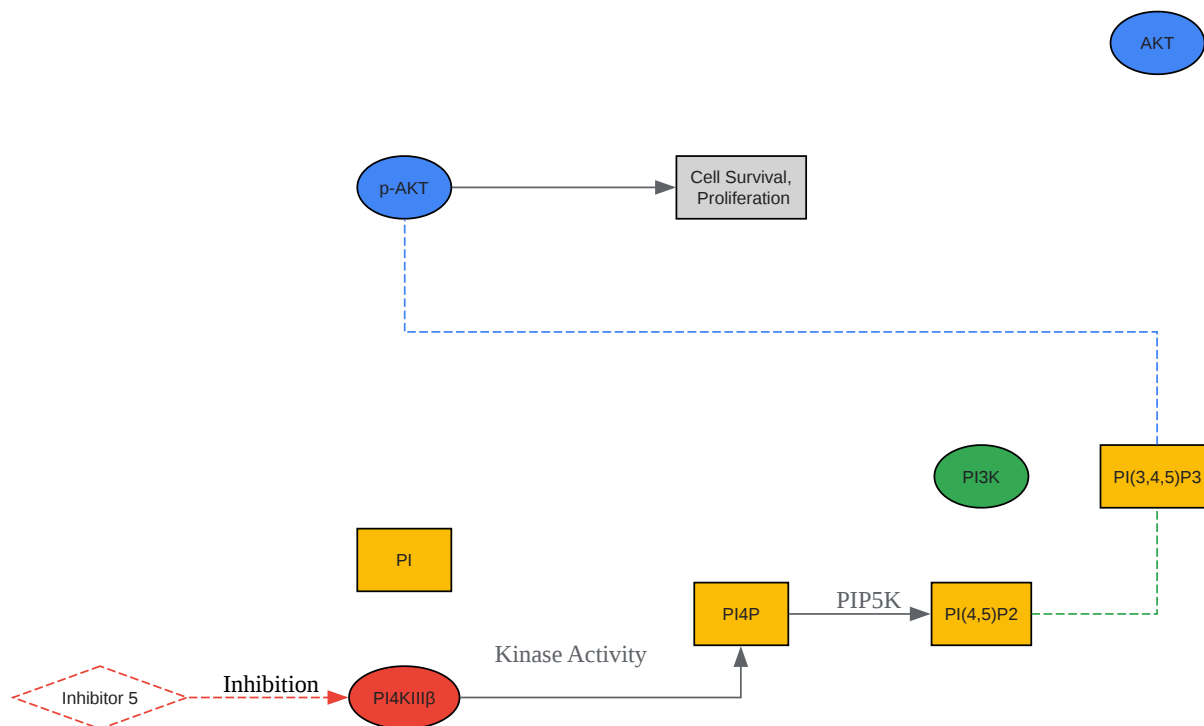 AKT
p-AKT
Cell Survival,
Proliferation
PI3K
PI(3,4,5)P3
PI
PI4P
PIP5K
PI(4,5)P2
Kinase Activity
Inhibitor 5
Inhibition
PI4KIIIβ